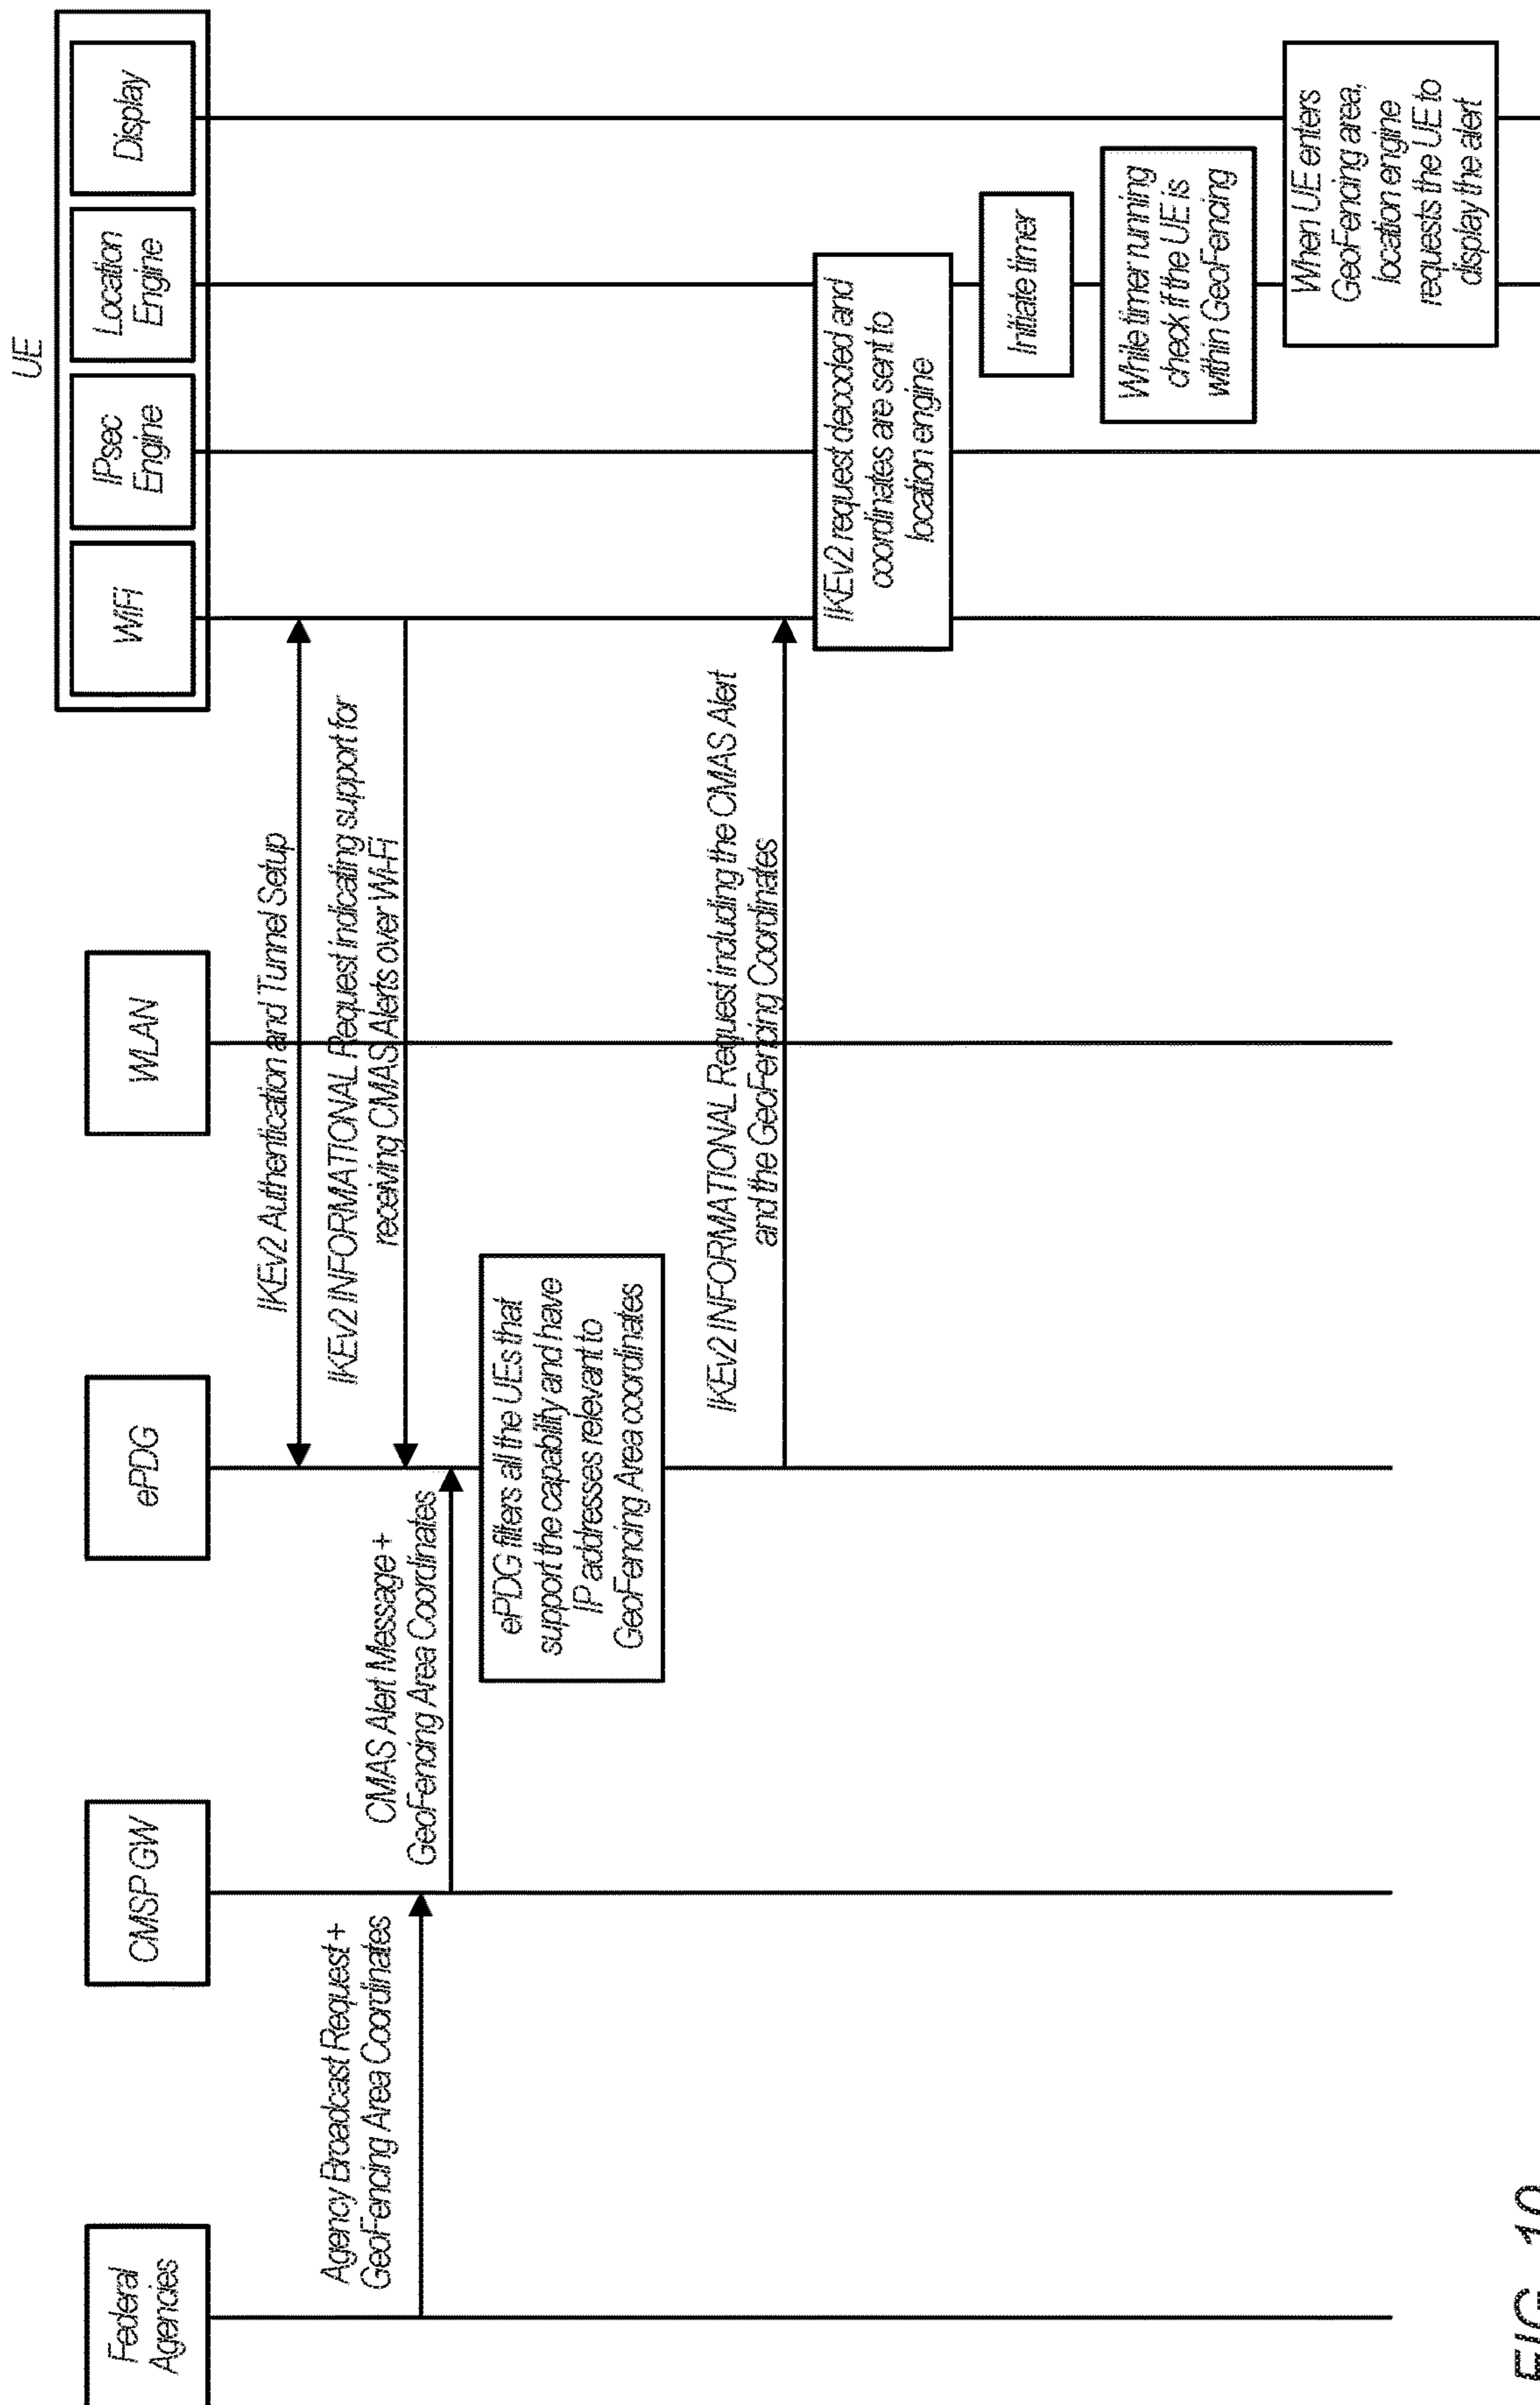 Federal
Agencies
CMSP GW
ePDG
WLAN
UE
WiFi
IPsec
Engine
Location
Engine
Display
IKEv2 Authentication and Tunnel Setup
IKEv2 INFORMATIONAL Request indicating support for
receiving CMAS Alerts over Wi-Fi
Agency Broadcast Request +
GeoFencing Area Coordinates
CMAS Alert Message +
GeoFencing Area Coordinates
ePDG filters all the UEs that
support the capability and have
IP addresses relevant to
GeoFencing Area coordinates
IKEv2 INFORMATIONAL Request including the CMAS Alert
and the GeoFencing Coordinates
IKEv2 request decoded and
coordinates are sent to
location engine
Initiate timer
While timer running
check if the UE is
within GeoFencing
When UE enters
GeoFencing area,
location engine
requests the UE to
display the alert
FIG. 10